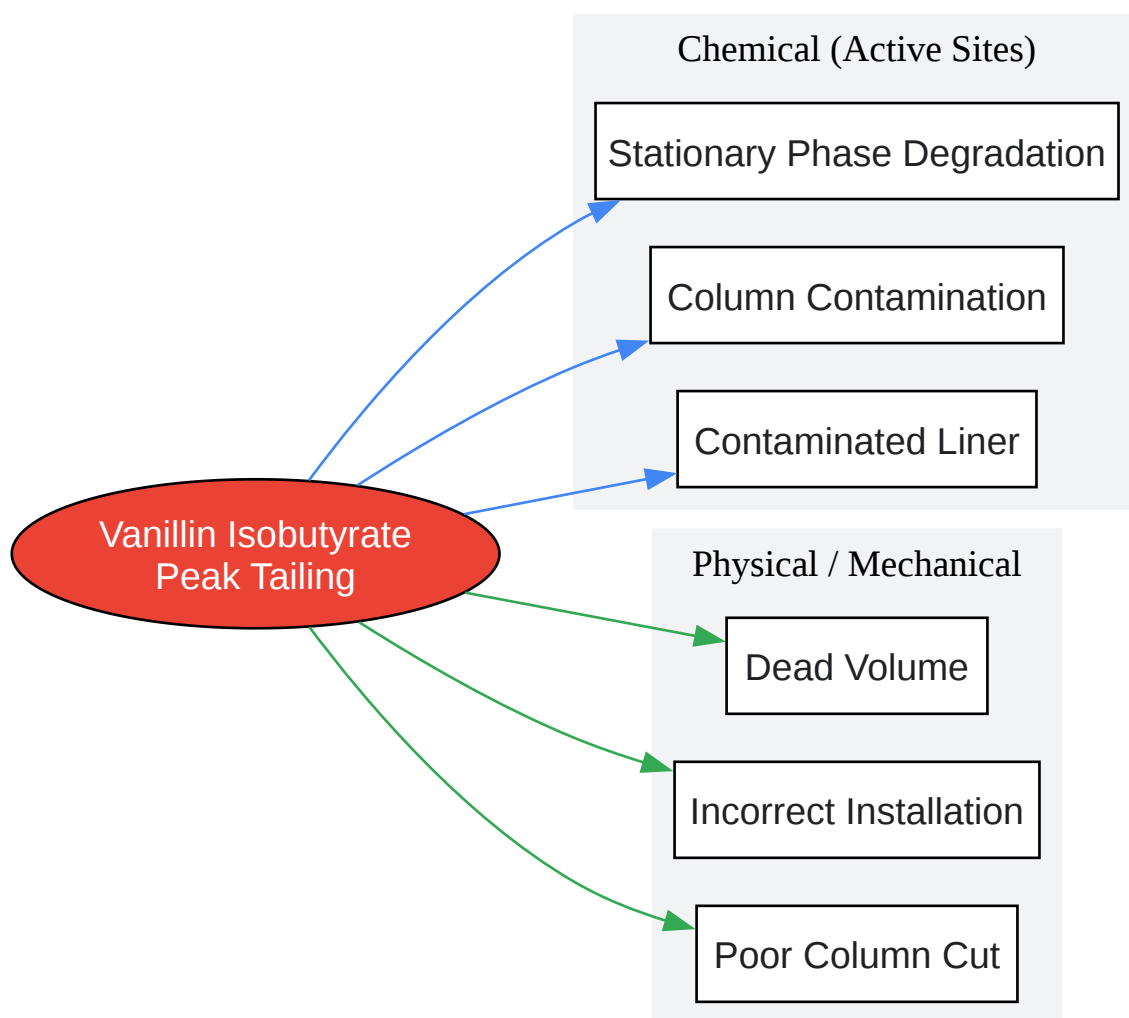 Chemical (Active Sites)
Stationary Phase Degradation
Column Contamination
Contaminated Liner
Vanillin Isobutyrate
Peak Tailing
Physical / Mechanical
Dead Volume
Incorrect Installation
Poor Column Cut